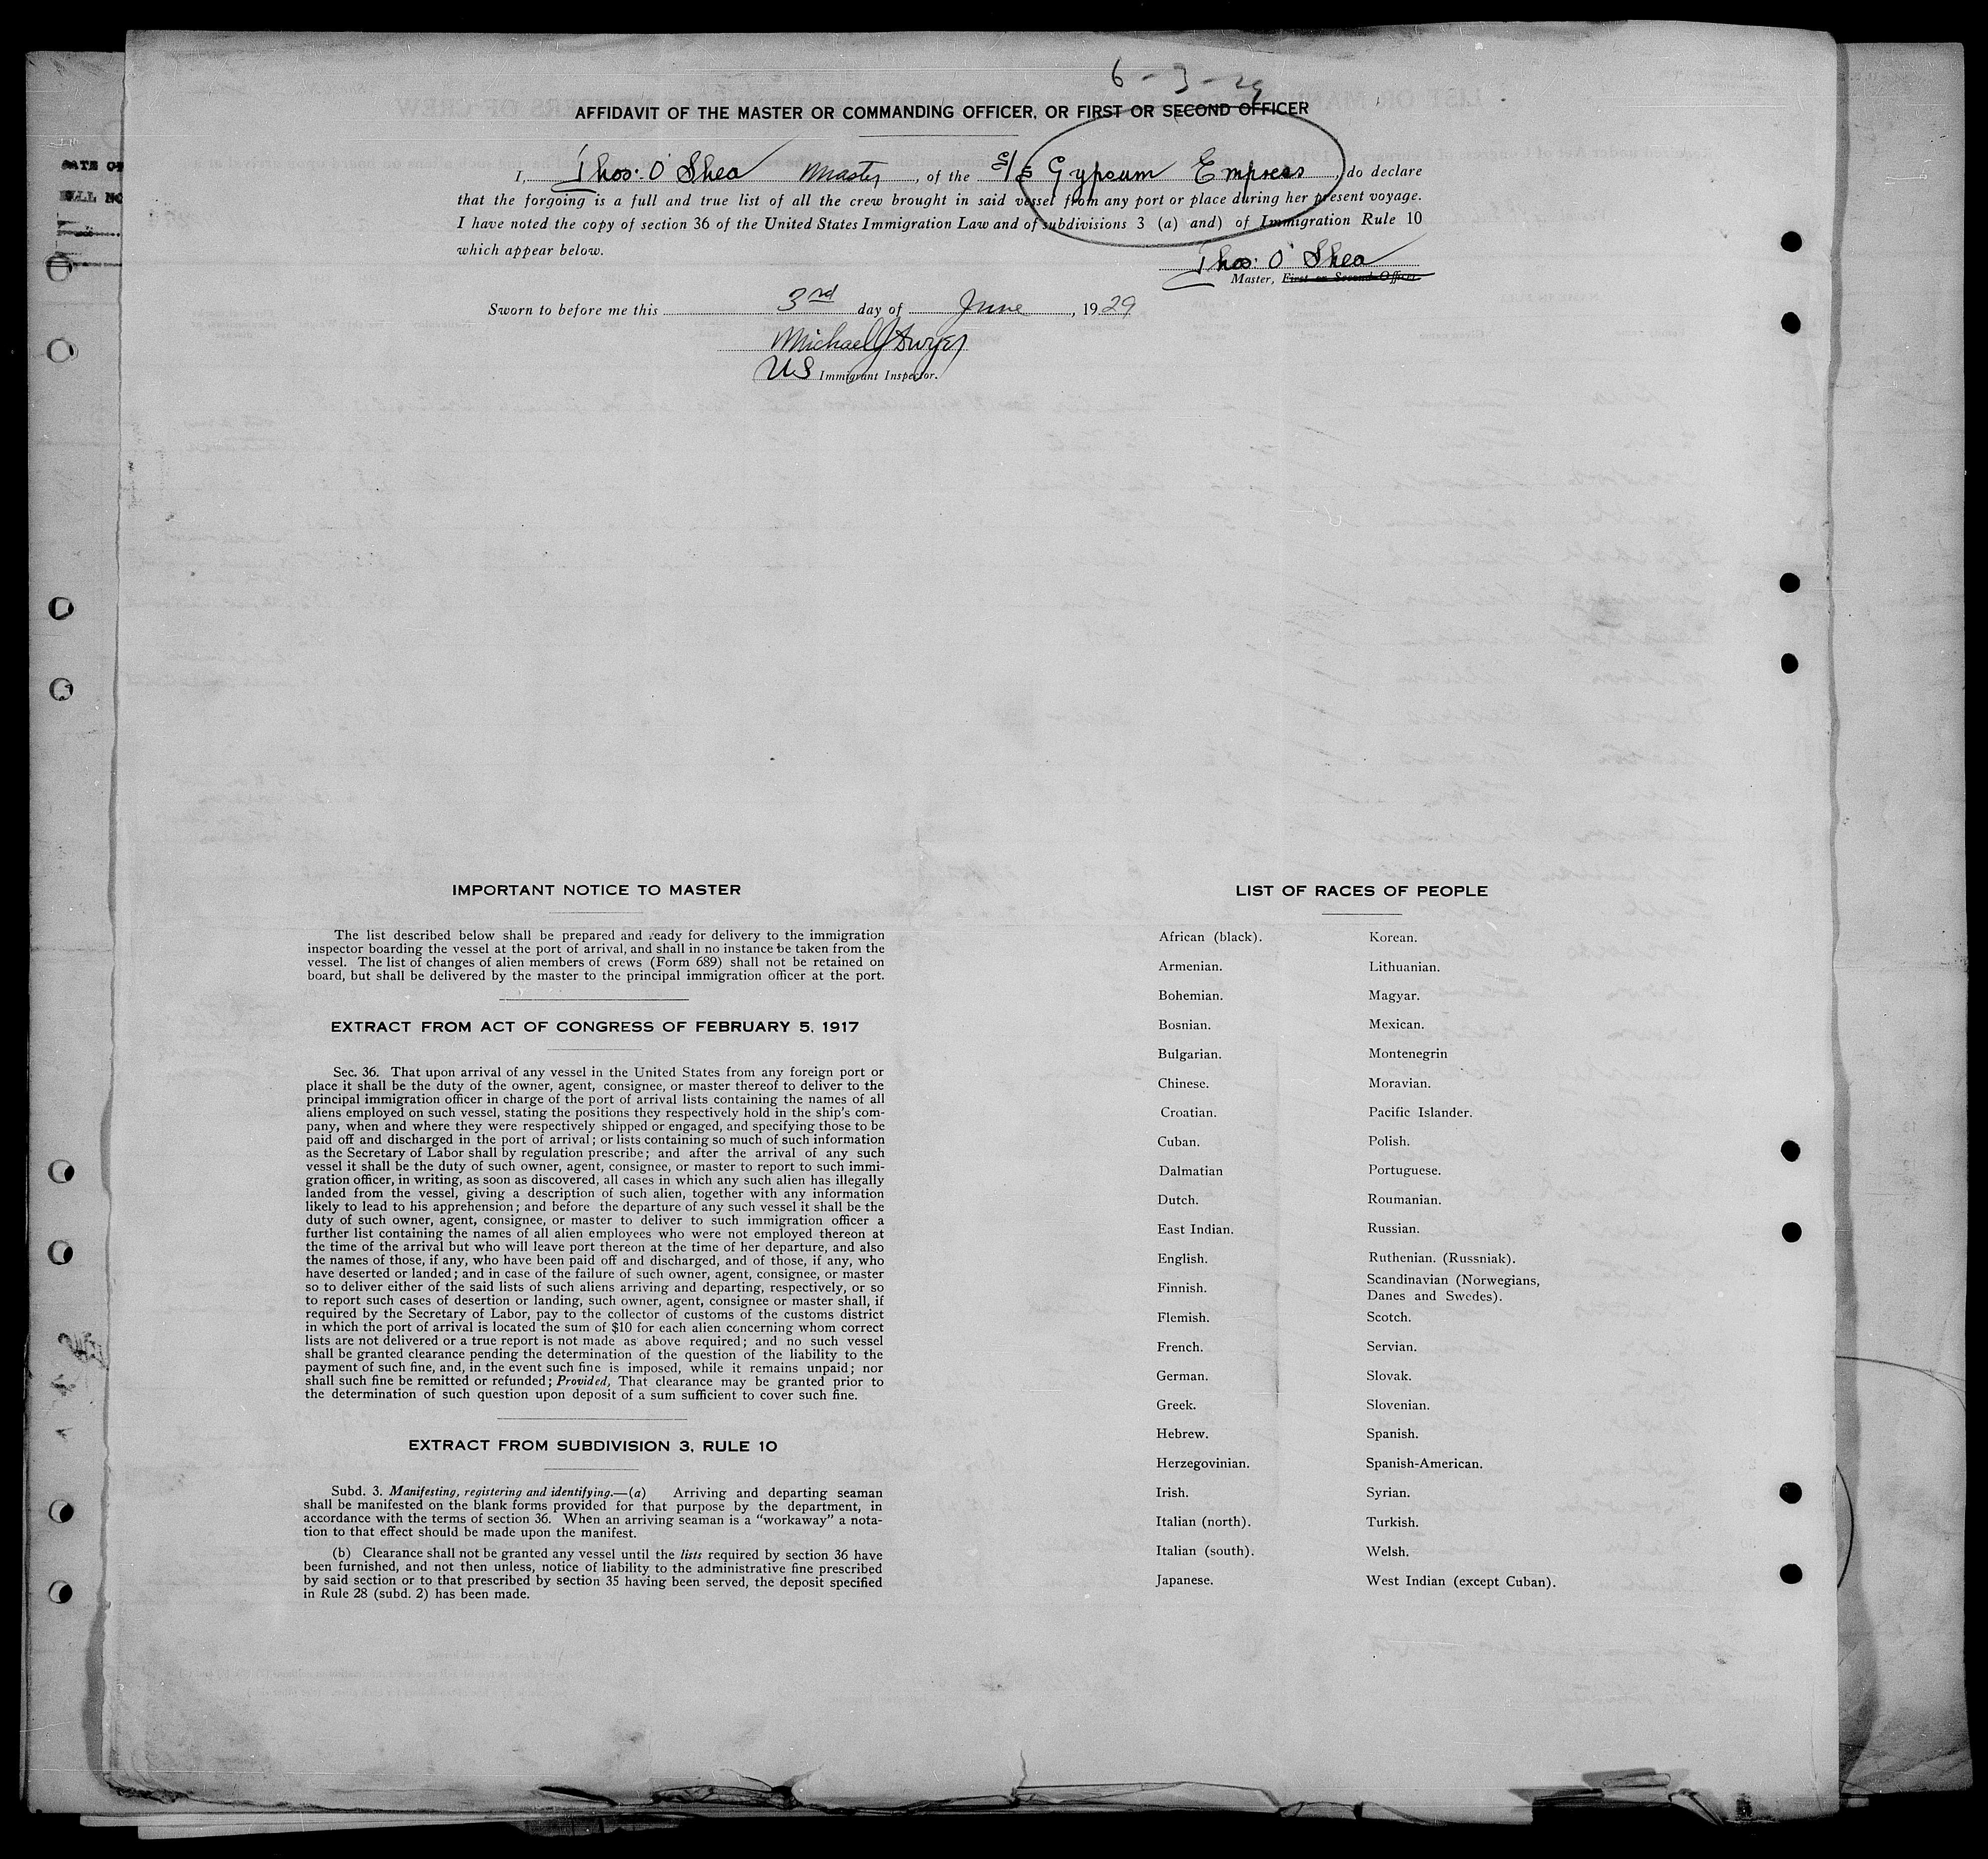 6 - 3 - 29
AFFIDAVIT OF THE MASTER OR COMMANDING OFFICER, OR FIRST OR SECOND OFFICER
I, Thos. O'Shea Master, of the S/S Gypsum Empress, do declare
that the forgoing is a full and true list of all the crew brought in said vessel from any port or place during her present voyage.
I have noted the copy of section 36 of the United States Immigration Law and of subdivisions 3 (a) and) of Immigration Rule 10
which appear below.
Thos. O'Shea
Master, First or Second Officer.
Sworn to before me this 3rd day of June, 1929
Michael J Dwyer
US Immigrant Inspector.
IMPORTANT NOTICE TO MASTER
The list described below shall be prepared and ready for delivery to the immigration
inspector boarding the vessel at the port of arrival, and shall in no instance be taken from the
vessel. The list of changes of alien members of crews (Form 689) shall not be retained on
board, but shall be delivered by the master to the principal immigration officer at the port.
EXTRACT FROM ACT OF CONGRESS OF FEBRUARY 5, 1917
Sec. 36. That upon arrival of any vessel in the United States from any foreign port or
place it shall be the duty of the owner, agent, consignee, or master thereof to deliver to the
principal immigration officer in charge of the port of arrival lists containing the names of all
aliens employed on such vessel, stating the positions they respectively hold in the ship's com-
pany, when and where they were respectively shipped or engaged, and specifying those to be
paid off and discharged in the port of arrival; or lists containing so much of such information
as the Secretary of Labor shall by regulation prescribe; and after the arrival of any such
vessel it shall be the duty of such owner, agent, consignee, or master to report to such immi-
gration officer, in writing, as soon as discovered, all cases in which any such alien has illegally
landed from the vessel, giving a description of such alien, together with any information
likely to lead to his apprehension; and before the departure of any such vessel it shall be the
duty of such owner, agent, consignee, or master to deliver to such immigration officer a
further list containing the names of all alien employees who were not employed thereon at
the time of the arrival but who will leave port thereon at the time of her departure, and also
the names of those, if any, who have been paid off and discharged, and of those, if any, who
have deserted or landed; and in case of the failure of such owner, agent, consignee, or master
so to deliver either of the said lists of such aliens arriving and departing, respectively, or so
to report such cases of desertion or landing, such owner, agent, consignee or master shall, if
required by the Secretary of Labor, pay to the collector of customs of the customs district
in which the port of arrival is located the sum of $10 for each alien concerning whom correct
lists are not delivered or a true report is not made as above required; and no such vessel
shall be granted clearance pending the determination of the question of the liability to the
payment of such fine, and, in the event such fine is imposed, while it remains unpaid; nor
shall such fine be remitted or refunded; Provided, That clearance may be granted prior to
the determination of such question upon deposit of a sum sufficient to cover such fine.
EXTRACT FROM SUBDIVISION 3, RULE 10
Subd. 3. Manifesting, registering and identifying.—(a) Arriving and departing seaman
shall be manifested on the blank forms provided for that purpose by the department, in
accordance with the terms of section 36. When an arriving seaman is a "workaway" a nota-
tion to that effect should be made upon the manifest.
(b) Clearance shall not be granted any vessel until the lists required by section 36 have
been furnished, and not then unless, notice of liability to the administrative fine prescribed
by said section or to that prescribed by section 35 having been served, the deposit specified
in Rule 28 (subd. 2) has been made.
LIST OF RACES OF PEOPLE
African (black).
Armenian.
Bohemian.
Bosnian.
Bulgarian.
Chinese.
Croatian.
Cuban.
Dalmatian
Dutch.
East Indian.
English.
Finnish.
Flemish.
French.
German.
Greek.
Hebrew.
Herzegovinian.
Irish.
Italian (north).
Italian (south).
Japanese.
Korean.
Lithuanian.
Magyar.
Mexican.
Montenegrin
Moravian.
Pacific Islander.
Polish.
Portuguese.
Roumanian.
Russian.
Ruthenian. (Russniak).
Scandinavian (Norwegians,
Danes and Swedes).
Scotch.
Servian.
Slovak.
Slovenian.
Spanish.
Spanish-American.
Syrian.
Turkish.
Welsh.
West Indian (except Cuban).